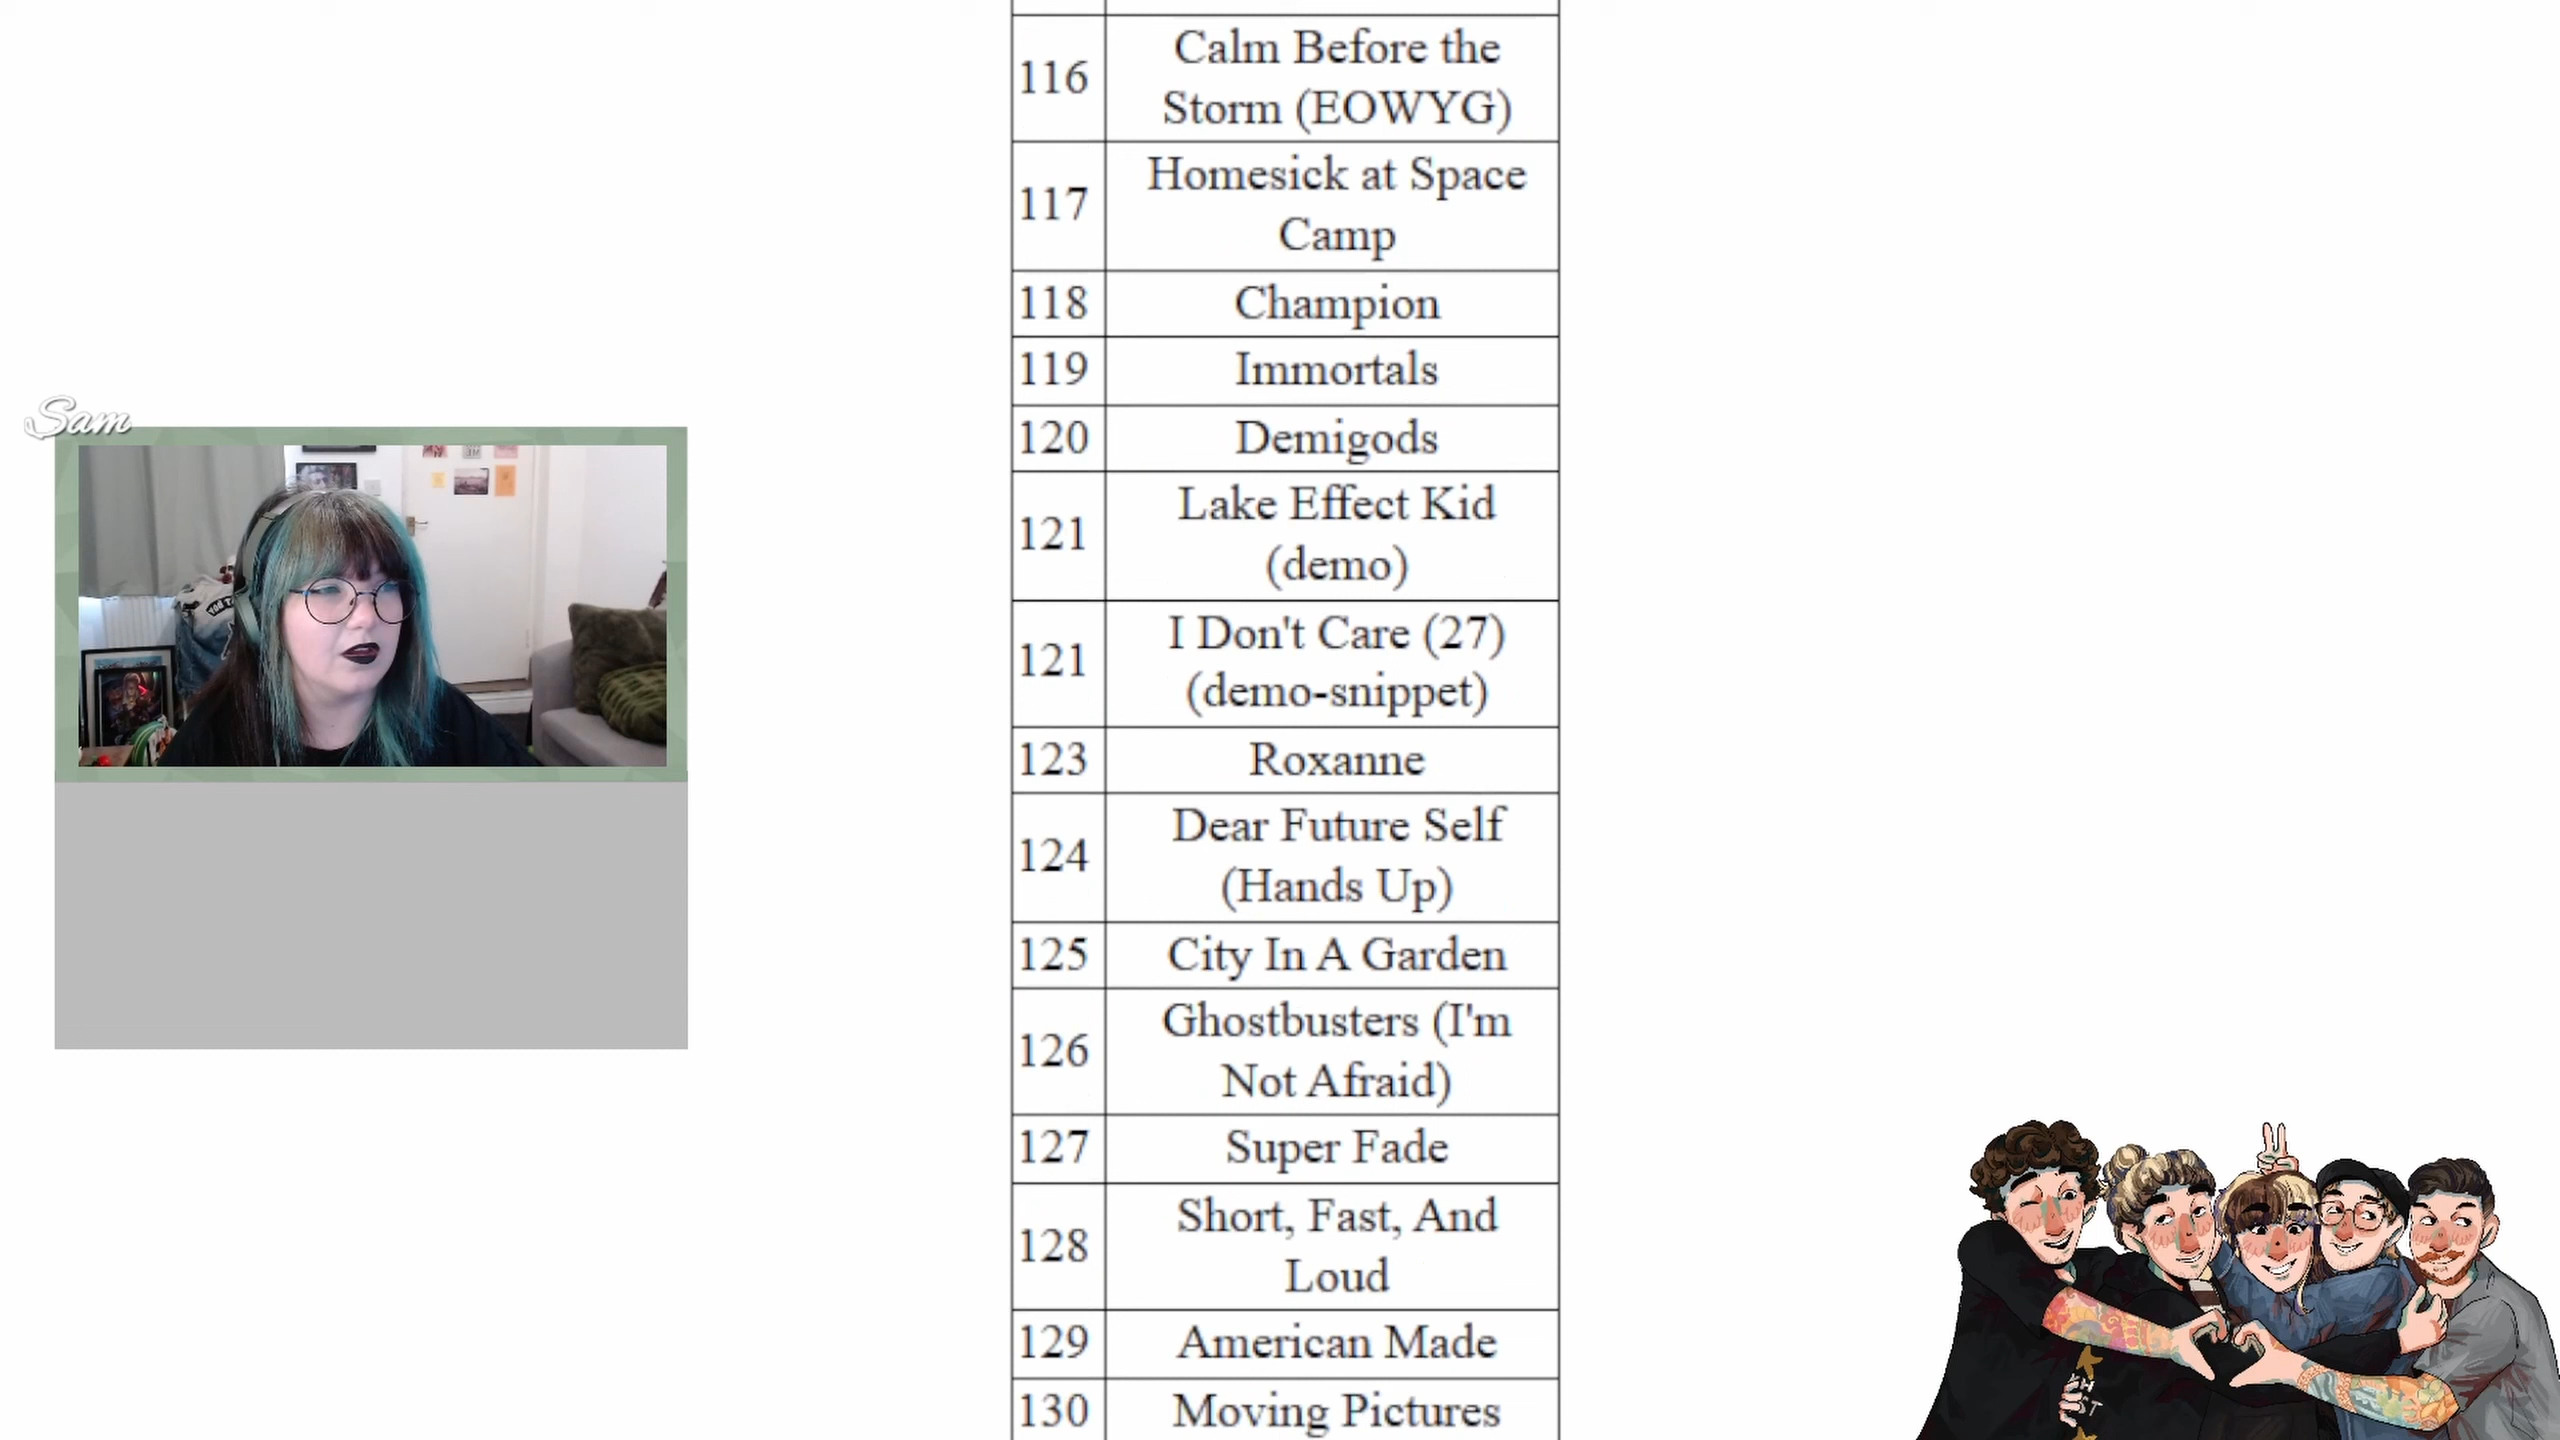 Sam
116
Calm Before the
Storm (EOWYG)
117
Homesick at Space
Camp
118
Champion
119
Immortals
120
Demigods
121
Lake Effect Kid
(demo)
121
I Don't Care (27)
(demo-snippet)
123
Roxanne
124
Dear Future Self
(Hands Up)
125
City In A Garden
126
Ghostbusters (I'm
Not Afraid)
127
Super Fade
128
Short, Fast, And
Loud
129
American Made
130
Moving Pictures